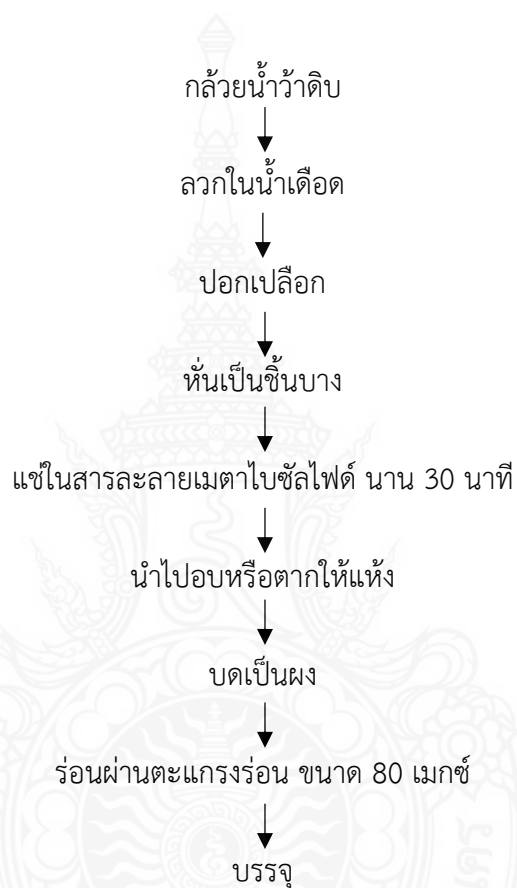 กล้วยน้ำว้าดิบ
ลวกในน้ำเดือด
ปอกเปลือก
หั่นเป็นชิ้นบาง
แช่ในสารละลายเมตาไบซัลไฟด์ นาน 30 นาที
นำไปอบหรือตากให้แห้ง
บดเป็นผง
ร่อนผ่านตะแกรงร่อน ขนาด 80 เมกซ์
บรรจุ